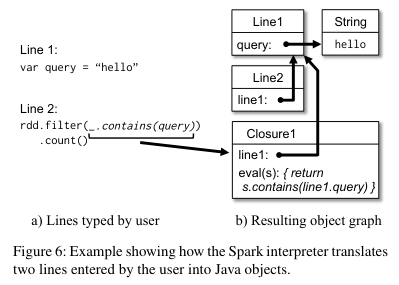 Line 1:
var query = “hello”
Line 2:
rdd.filter(_.contains(query))
.count()
Line1
query:
String
hello
Line2
line1:
Closure1
line1:
eval(s): { return
s.contains(line1.query) }
a) Lines typed by user
b) Resulting object graph
Figure 6: Example showing how the Spark interpreter translates
two lines entered by the user into Java objects.